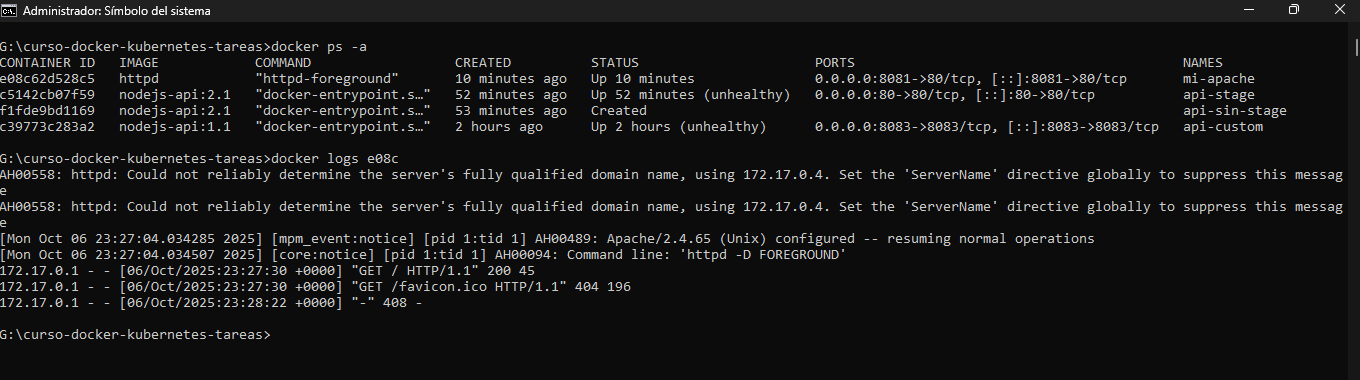 Administrador: Símbolo del sistema
G:\curso-docker-kubernetes-tareas>docker ps -a
CONTAINER ID   IMAGE            COMMAND                  CREATED          STATUS                    PORTS                                         NAMES
e08c62d528c5   httpd            "httpd-foreground"       10 minutes ago   Up 10 minutes             0.0.0.0:8081->80/tcp, [::]:8081->80/tcp       mi-apache
c5142cb07f59   nodejs-api:2.1   "docker-entrypoint.s…"   52 minutes ago   Up 52 minutes (unhealthy)   0.0.0.0:80->80/tcp, [::]:80->80/tcp           api-stage
f1fde9bd1169   nodejs-api:2.1   "docker-entrypoint.s…"   53 minutes ago   Created                                                                 api-sin-stage
c39773c283a2   nodejs-api:1.1   "docker-entrypoint.s…"   2 hours ago      Up 2 hours (unhealthy)    0.0.0.0:8083->8083/tcp, [::]:8083->8083/tcp   api-custom
G:\curso-docker-kubernetes-tareas>docker logs e08c
AH00558: httpd: Could not reliably determine the server's fully qualified domain name, using 172.17.0.4. Set the 'ServerName' directive globally to suppress this messag
e
AH00558: httpd: Could not reliably determine the server's fully qualified domain name, using 172.17.0.4. Set the 'ServerName' directive globally to suppress this messag
e
[Mon Oct 06 23:27:04.034285 2025] [mpm_event:notice] [pid 1:tid 1] AH00489: Apache/2.4.65 (Unix) configured -- resuming normal operations
[Mon Oct 06 23:27:04.034507 2025] [core:notice] [pid 1:tid 1] AH00094: Command line: 'httpd -D FOREGROUND'
172.17.0.1 - - [06/Oct/2025:23:27:30 +0000] "GET / HTTP/1.1" 200 45
172.17.0.1 - - [06/Oct/2025:23:27:30 +0000] "GET /favicon.ico HTTP/1.1" 404 196
172.17.0.1 - - [06/Oct/2025:23:28:22 +0000] "-" 408 -
G:\curso-docker-kubernetes-tareas>